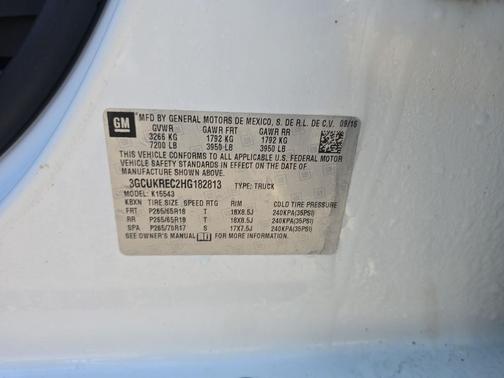 GM
MFD BY GENERAL MOTORS DE MEXICO, S. DE R.L. DE C.V. 09/16
GVWR GAWR FRT GAWR RR
3266 KG 1792 KG 1792 KG
7200 LB 3950 LB 3950 LB
THIS VEHICLE CONFORMS TO ALL APPLICABLE U.S. FEDERAL MOTOR
VEHICLE SAFETY STANDARDS IN EFFECT ON THE DATE OF
MANUFACTURE SHOWN ABOVE.
3GCUKREC2HG182813 TYPE: TRUCK
MODEL: K15543
KBXN TIRE SIZE SPEED RTG RIM COLD TIRE PRESSURE
FRT P265/65R18 T 18X8.5J 240KPA(35PSI)
RR P265/65R18 T 18X8.5J 240KPA(35PSI)
SPA P265/70R17 S 17X7.5J 240KPA(35PSI)
SEE OWNER'S MANUAL FOR MORE INFORMATION.